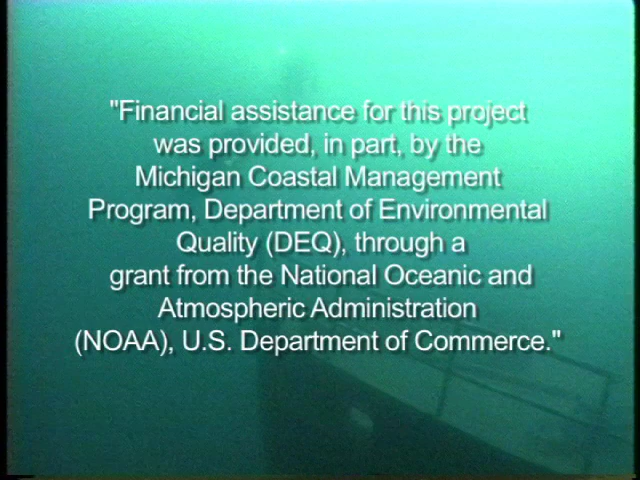 "Financial assistance for this project
was provided, in part, by the
Michigan Coastal Management
Program, Department of Environmental
Quality (DEQ), through a
grant from the National Oceanic and
Atmospheric Administration
(NOAA), U.S. Department of Commerce."